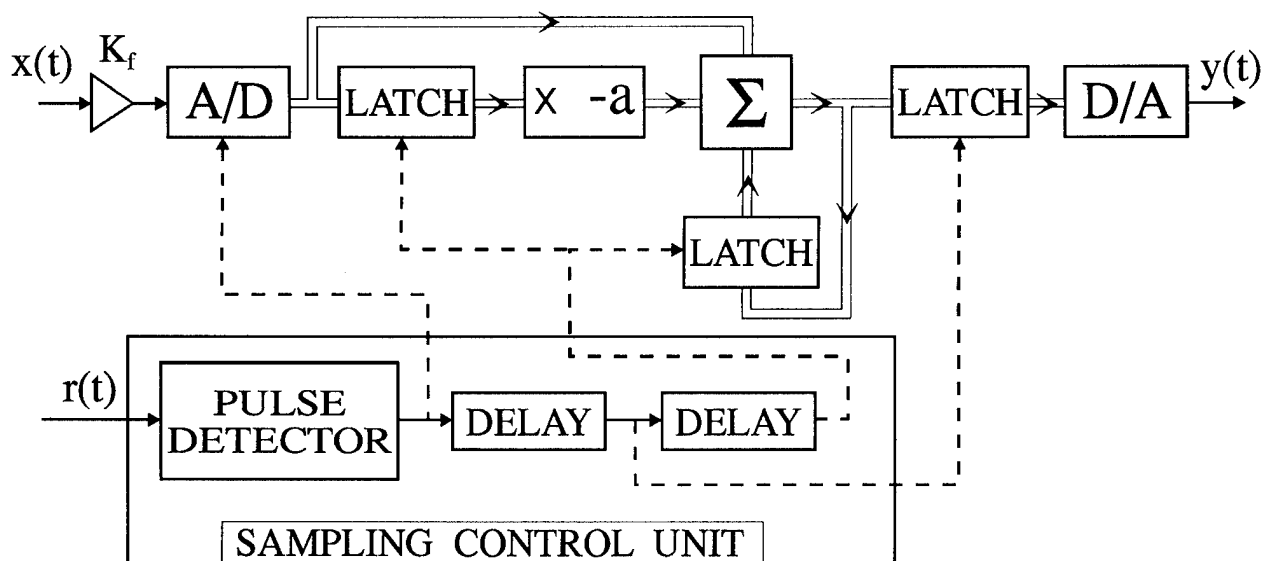 x(t)
K_f
A/D
LATCH
x -a
Σ
LATCH
D/A
y(t)
LATCH
r(t)
PULSE
DETECTOR
DELAY
DELAY
SAMPLING CONTROL UNIT